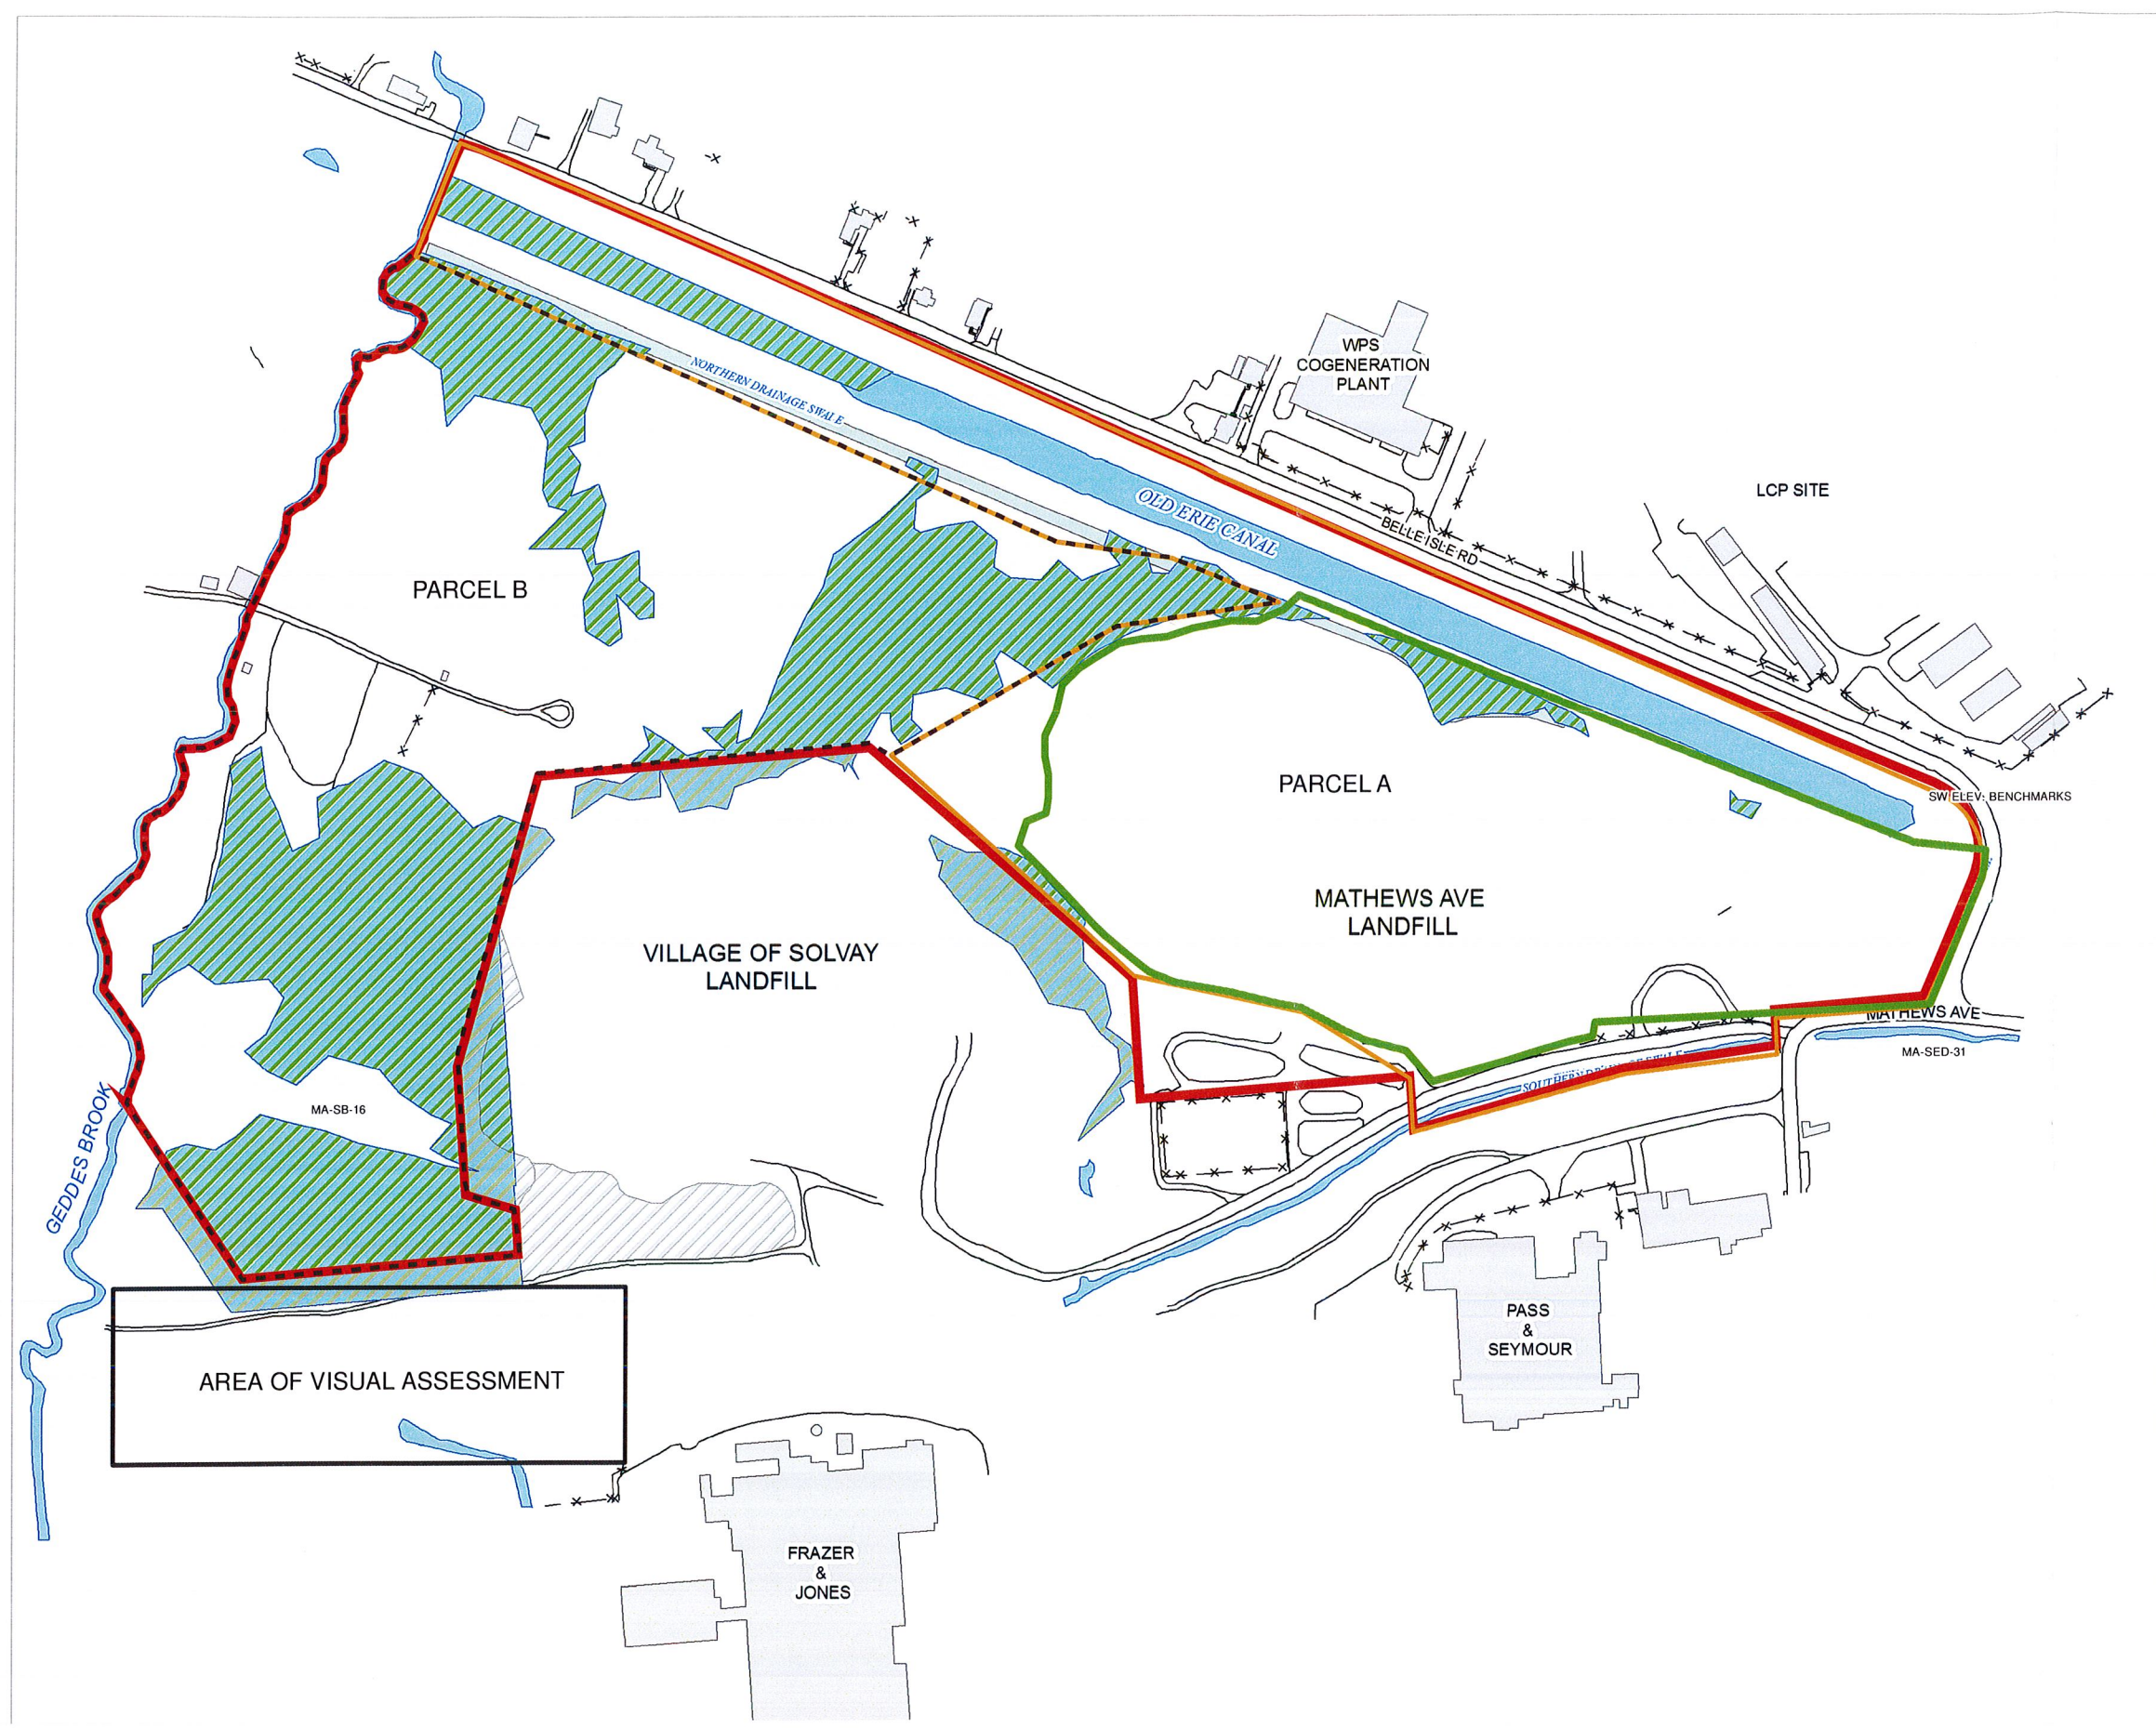 WPS
COGENERATION
PLANT
NORTHERN DRAINAGE SWALE
OLD ERIE CANAL
LCP SITE
BELLE ISLE RD
PARCEL B
PARCEL A
SW ELEV: BENCHMARKS
MATHEWS AVE
LANDFILL
VILLAGE OF SOLVAY
LANDFILL
MATHEWS AVE
MA-SED-31
SOUTHERN
SWALE
MA-SB-16
GEDDES BROOK
PASS
&
SEYMOUR
AREA OF VISUAL ASSESSMENT
FRAZER
&
JONES